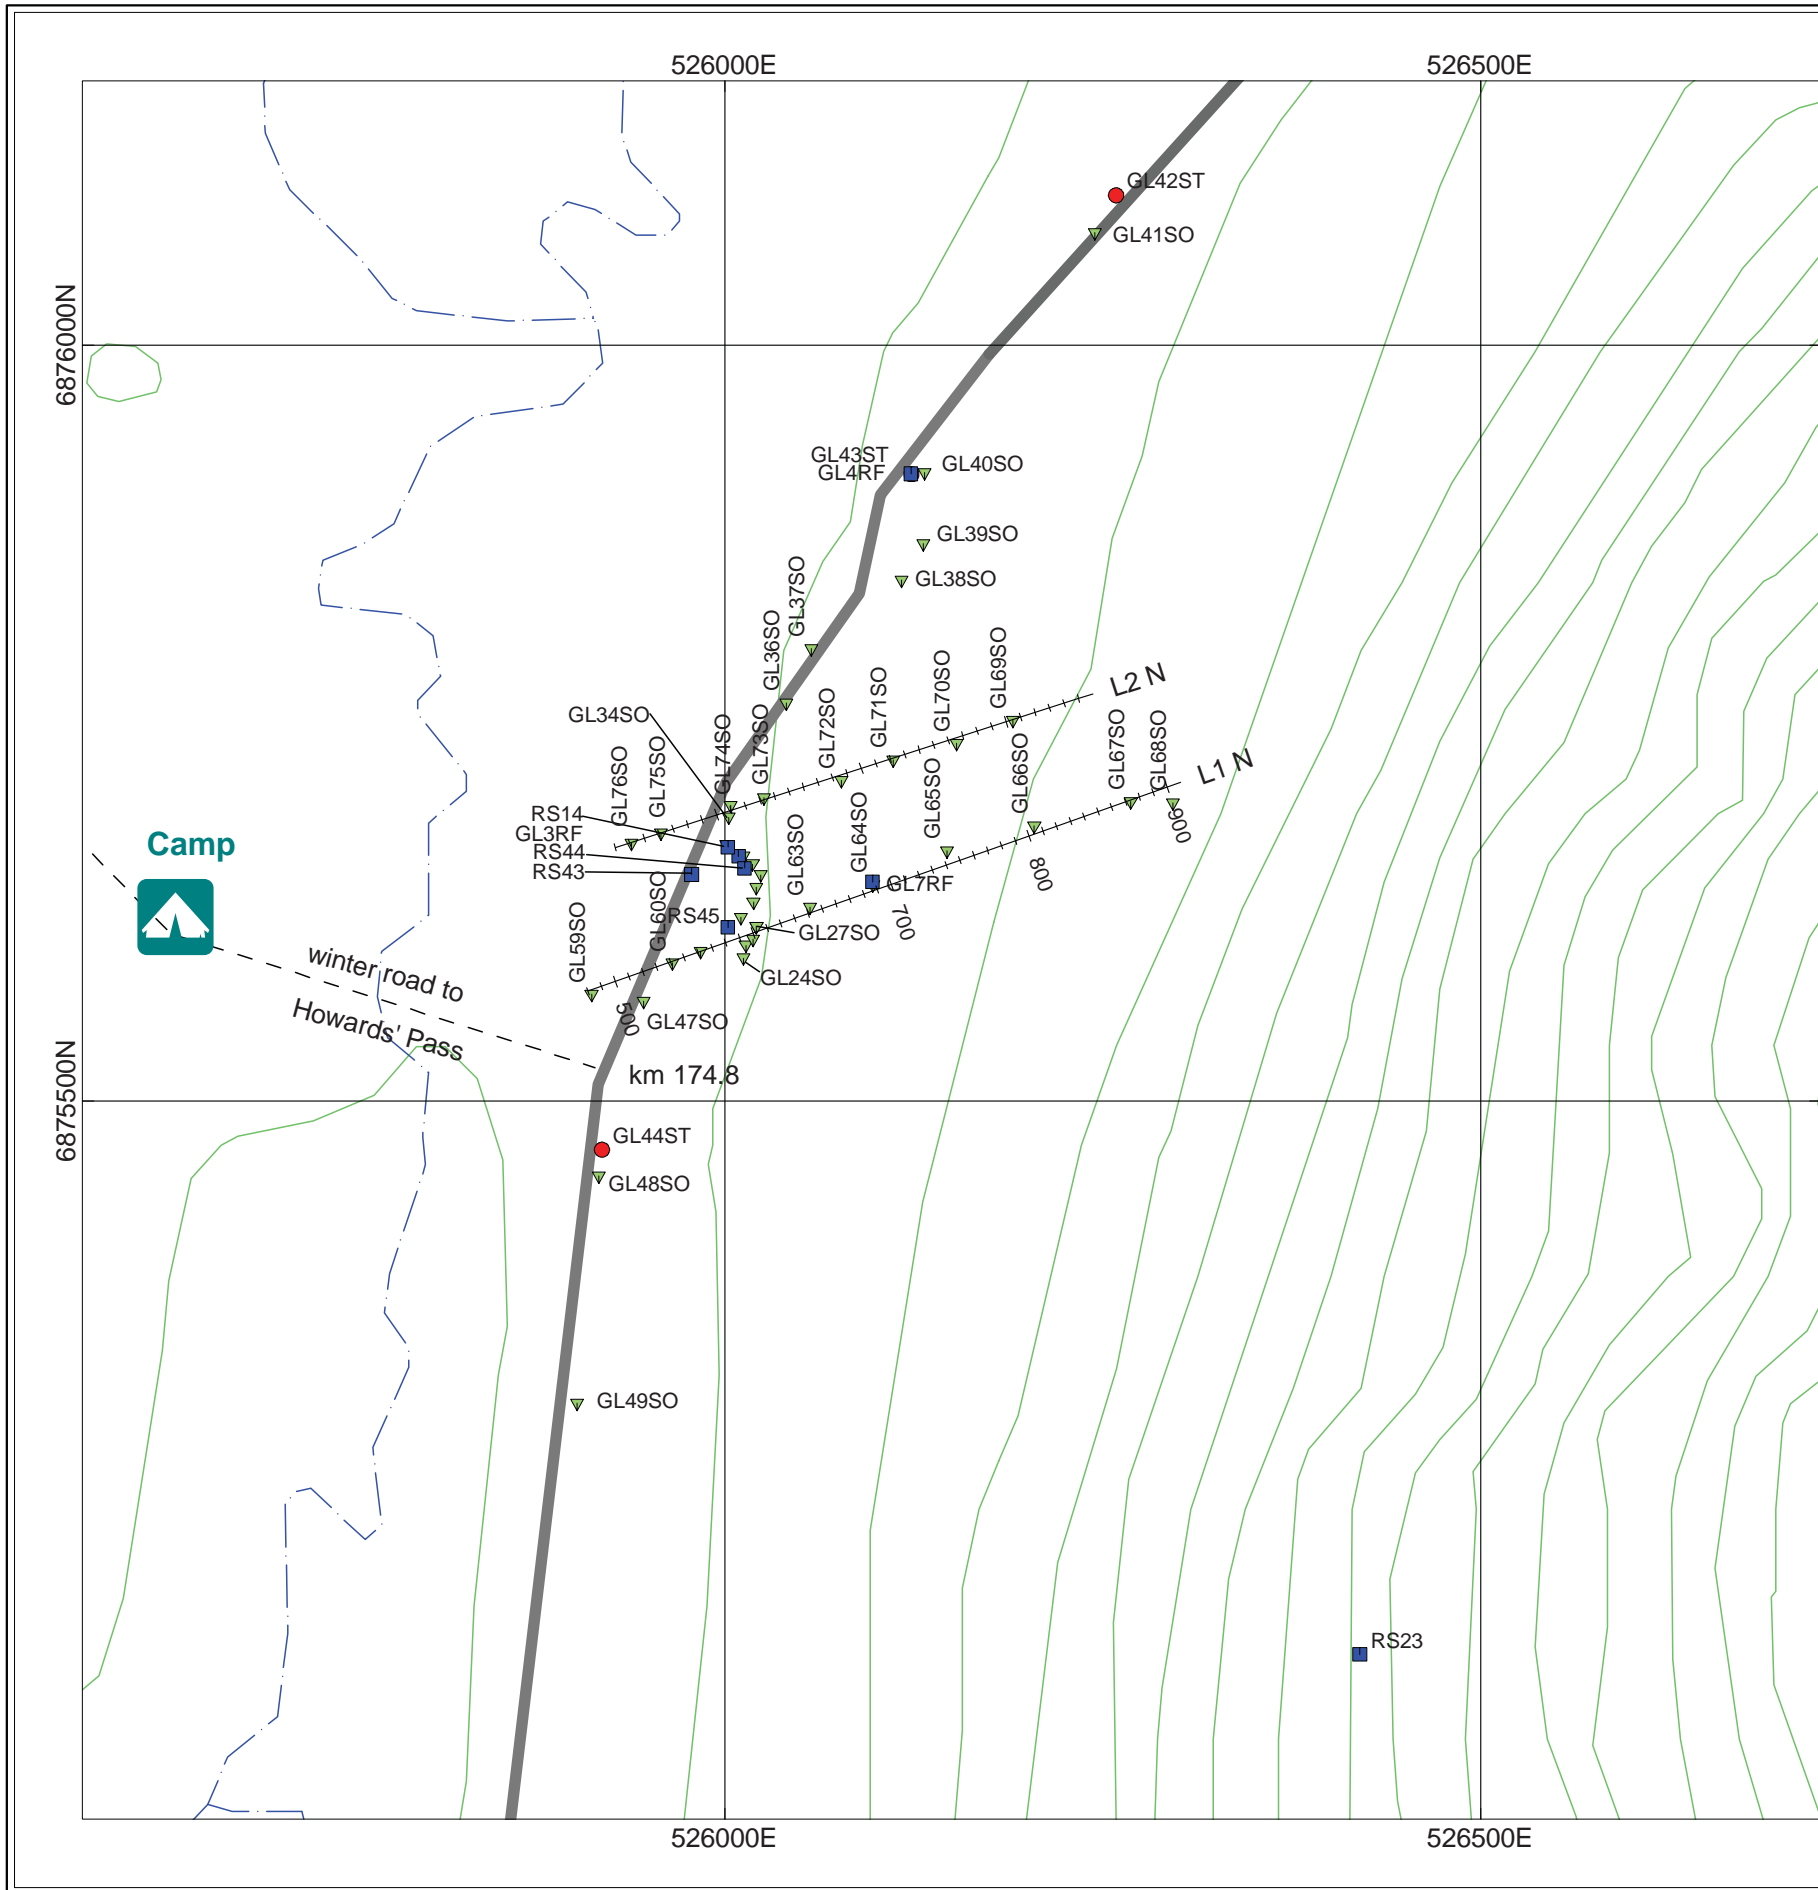 526000E
526500E
GL42ST
GL41SO
6876000N
GL43ST
GL4RF
GL40SO
GL39SO
GL38SO
GL37SO
GL36SO
GL34SO
GL69SO
GL70SO
GL71SO
GL72SO
GL73SO
GL74SO
GL75SO
GL76SO
L2 N
GL68SO
GL67SO
GL66SO
GL65SO
GL64SO
GL63SO
L1 N
RS14
GL3RF
RS44
RS43
Camp
GL7RF
900
800
700
GL60SO
RS45
GL27SO
GL59SO
GL24SO
winter road to
Howards' Pass
500
GL47SO
km 174.8
6875500N
GL44ST
GL48SO
GL49SO
RS23
526000E
526500E